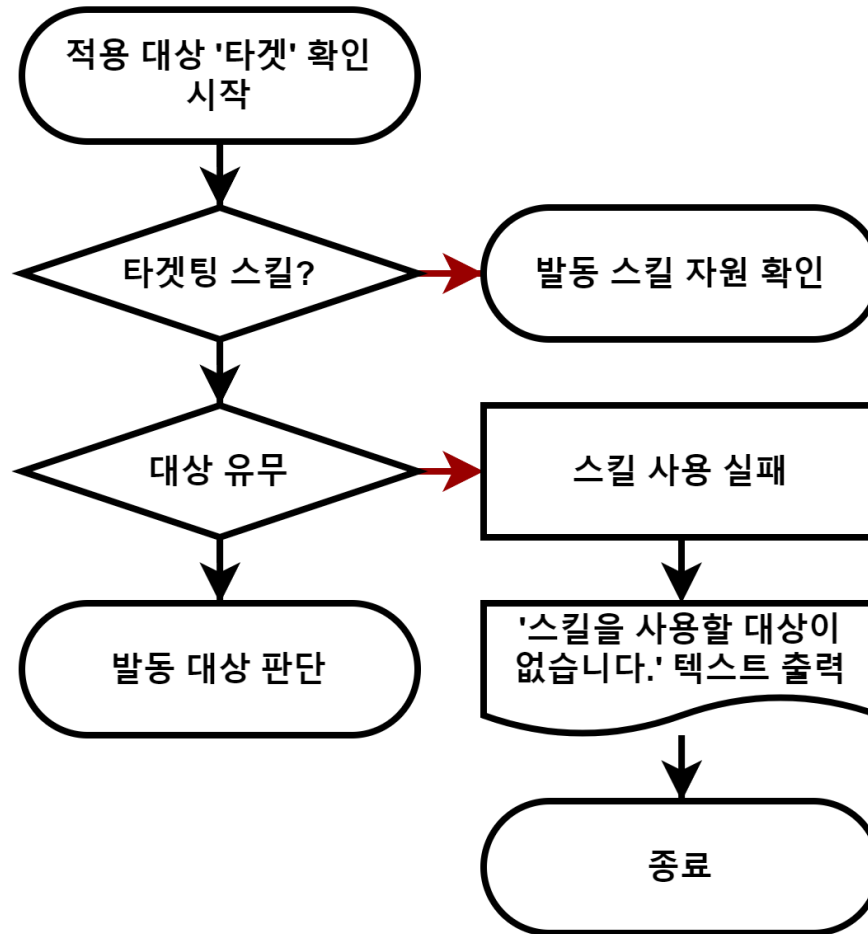 적용 대상 '타겟' 확인
시작
타겟팅 스킬?
발동 스킬 자원 확인
대상 유무
스킬 사용 실패
발동 대상 판단
'스킬을 사용할 대상이
없습니다.' 텍스트 출력
종료